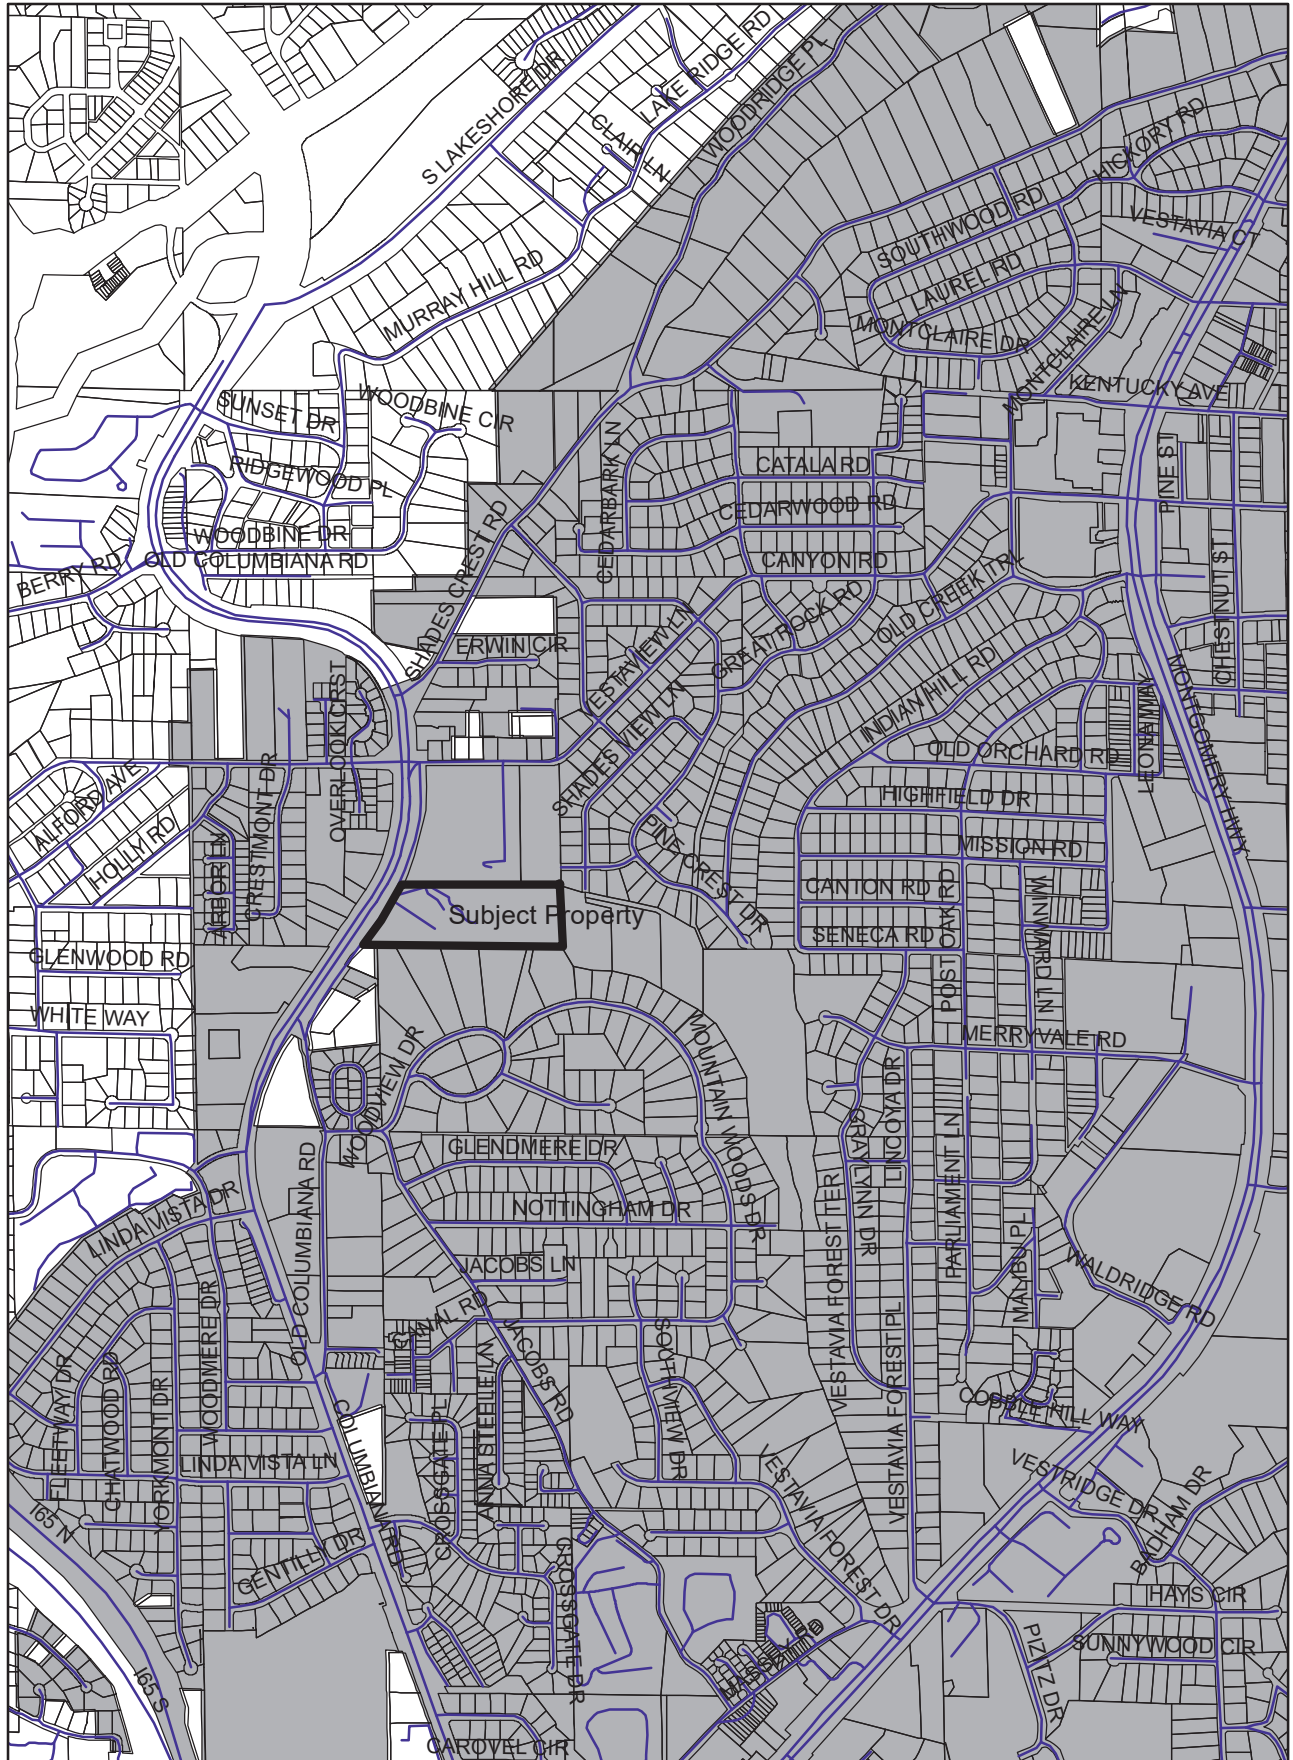 S LAKESHORE DR
LAKE RIDGE RD
CLAIR LN
WOODRIDGE PL
HICKORY RD
SOUTHWOOD RD
VESTAVIA CT
LAUREL RD
MURRAY HILL RD
MONTCLAIRE DR
MONTCLAIRE LN
KENTUCKY AVE
SUNSET DR
WOODBINE CIR
RIDGEWOOD PL
CEDARBARK LN
CATALA RD
PINE ST
CEDARWOOD RD
WOODBINE DR
OLD COLUMBIANA RD
BERRY RD
CANYON RD
SHADES CREST RD
GREAT ROCK RD
OLD CREEK TRL
CHESTNUT ST
ERWIN CIR
VESTAVIEW LN
SHADES VIEW LN
INDIAN HILL RD
OVERLOOK CRST
LEONA WAY
MONTGOMERY HWY
OLD ORCHARD RD
ALFORD AVE
HOLLY RD
ARBOR LN
CRESTMONT DR
HIGHFIELD DR
PINE CREST DR
MISSION RD
CANTON RD
POST OAK RD
WINWARD LN
Subject Property
SENECA RD
GLENWOOD RD
WHITE WAY
MERRYVALE RD
WOODVIEW DR
MOUNTAIN WOODS DR
GLENDMERE DR
GRAYLYNN DR
LINCOYA DR
PARLIAMENT LN
OLD COLUMBIANA RD
NOTTINGHAM DR
LINDA VISTA DR
VESTAVIA FOREST TER
JACOBS LN
MALIBU PL
WALDRIDGE RD
WOODMERE DR
CANAL RD
JACOBS RD
SOUTHVIEW DR
VESTAVIA FOREST PL
FLEETWAY DR
CHATWOOD RD
YORKMONT DR
ANNA STEELE LN
CROSSGATE PL
COBBLE HILL WAY
COLUMBIANA RD
LINDA VISTA LN
VESTAVIA FOREST DR
VESTRIDGE DR
BADHAM DR
I65 N
GENTILLY DR
CROSSGATE DR
HAYS CIR
MASSEY RD
PIZITZ DR
SUNNYWOOD CIR
I65 S
CAROVEL CIR